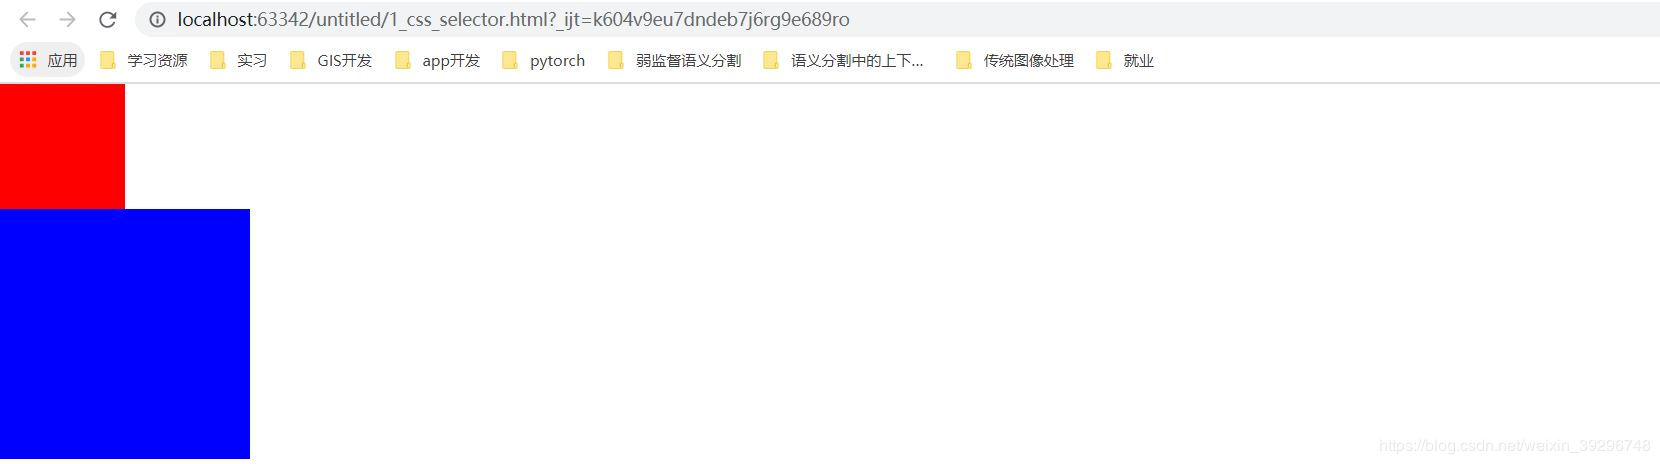 localhost:63342/untitled/1_css_selector.html?_ijt=k604v9eu7dndeb7j6rg9e689ro
应用 学习资源 实习 GIS开发 app开发 pytorch 弱监督语义分割 语义分割中的上下... 传统图像处理 就业
https://blog.csdn.net/weixin_39296748